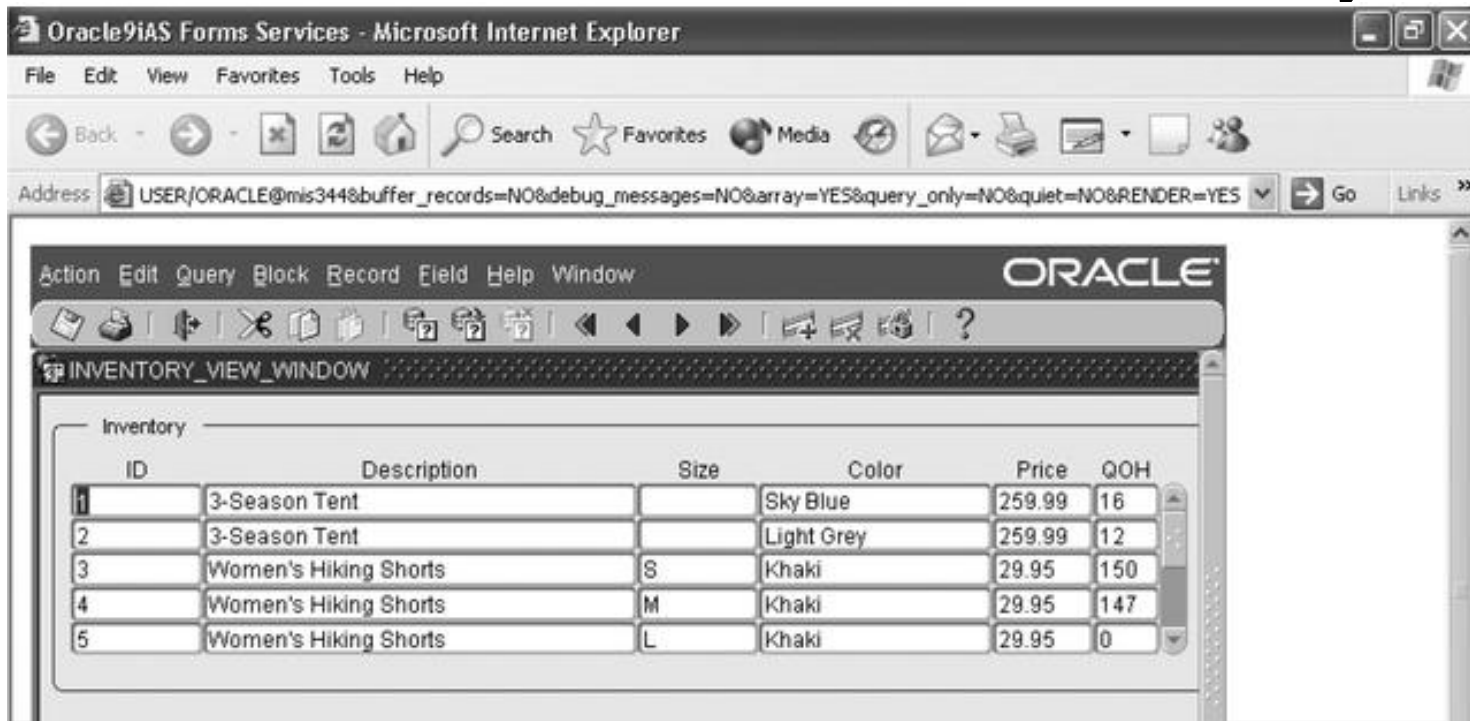 Oracle9iAS Forms Services - Microsoft Internet Explorer
File Edit View Favorites Tools Help
Back Search Favorites Media
Address USER/ORACLE@mis344&buffer_records=NO&debug_messages=NO&array=YES&query_only=NO&quiet=NO&RENDER=YES Go Links »
Action Edit Query Block Record Field Help Window ORACLE
INVENTORY_VIEW_WINDOW
Inventory
ID Description Size Color Price QOH
1 3-Season Tent Sky Blue 259.99 16
2 3-Season Tent Light Grey 259.99 12
3 Women's Hiking Shorts S Khaki 29.95 150
4 Women's Hiking Shorts M Khaki 29.95 147
5 Women's Hiking Shorts L Khaki 29.95 0